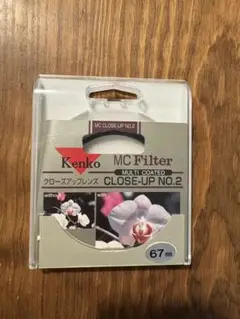 MC CLOSE-UP NO.2
Kenko
MC Filter
MULTI COATED
クローズアップレンズ
CLOSE-UP NO.2
with
67mm